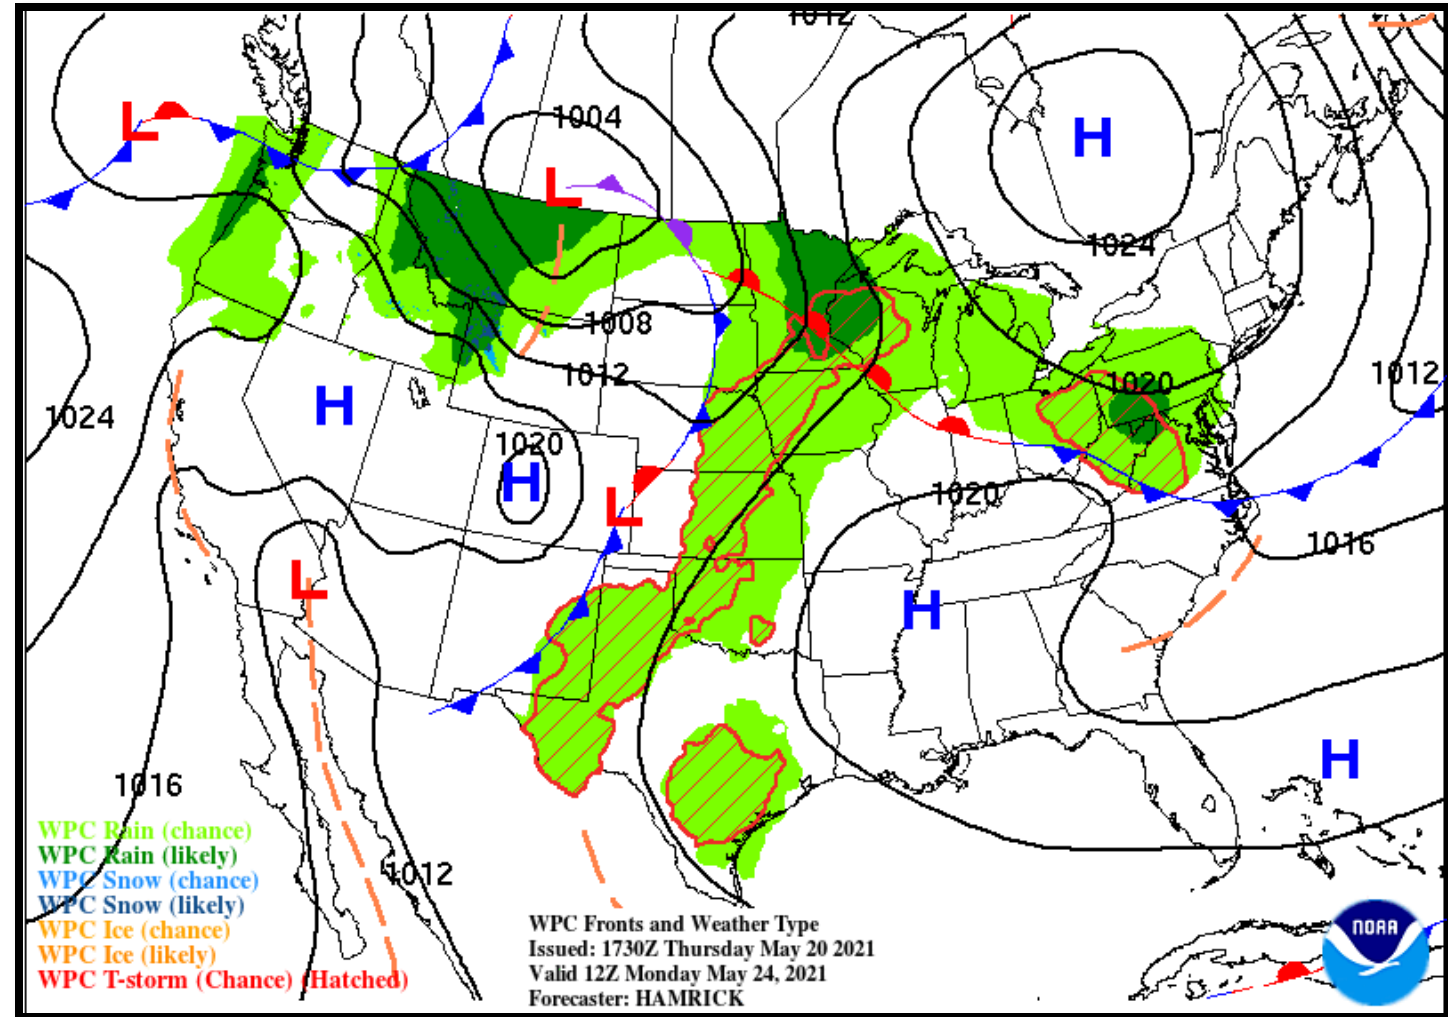 1012
L
1004
H
L
1024
1008
1012
1020
1012
H
1024
1020
H
1020
L
1016
L
H
H
1016
1012
WPC Rain (chance)
WPC Rain (likely)
WPC Snow (chance)
WPC Snow (likely)
WPC Ice (chance)
WPC Ice (likely)
WPC T-storm (Chance) (Hatched)
WPC Fronts and Weather Type
Issued: 1730Z Thursday May 20 2021
Valid 12Z Monday May 24, 2021
Forecaster: HAMRICK
NOAA